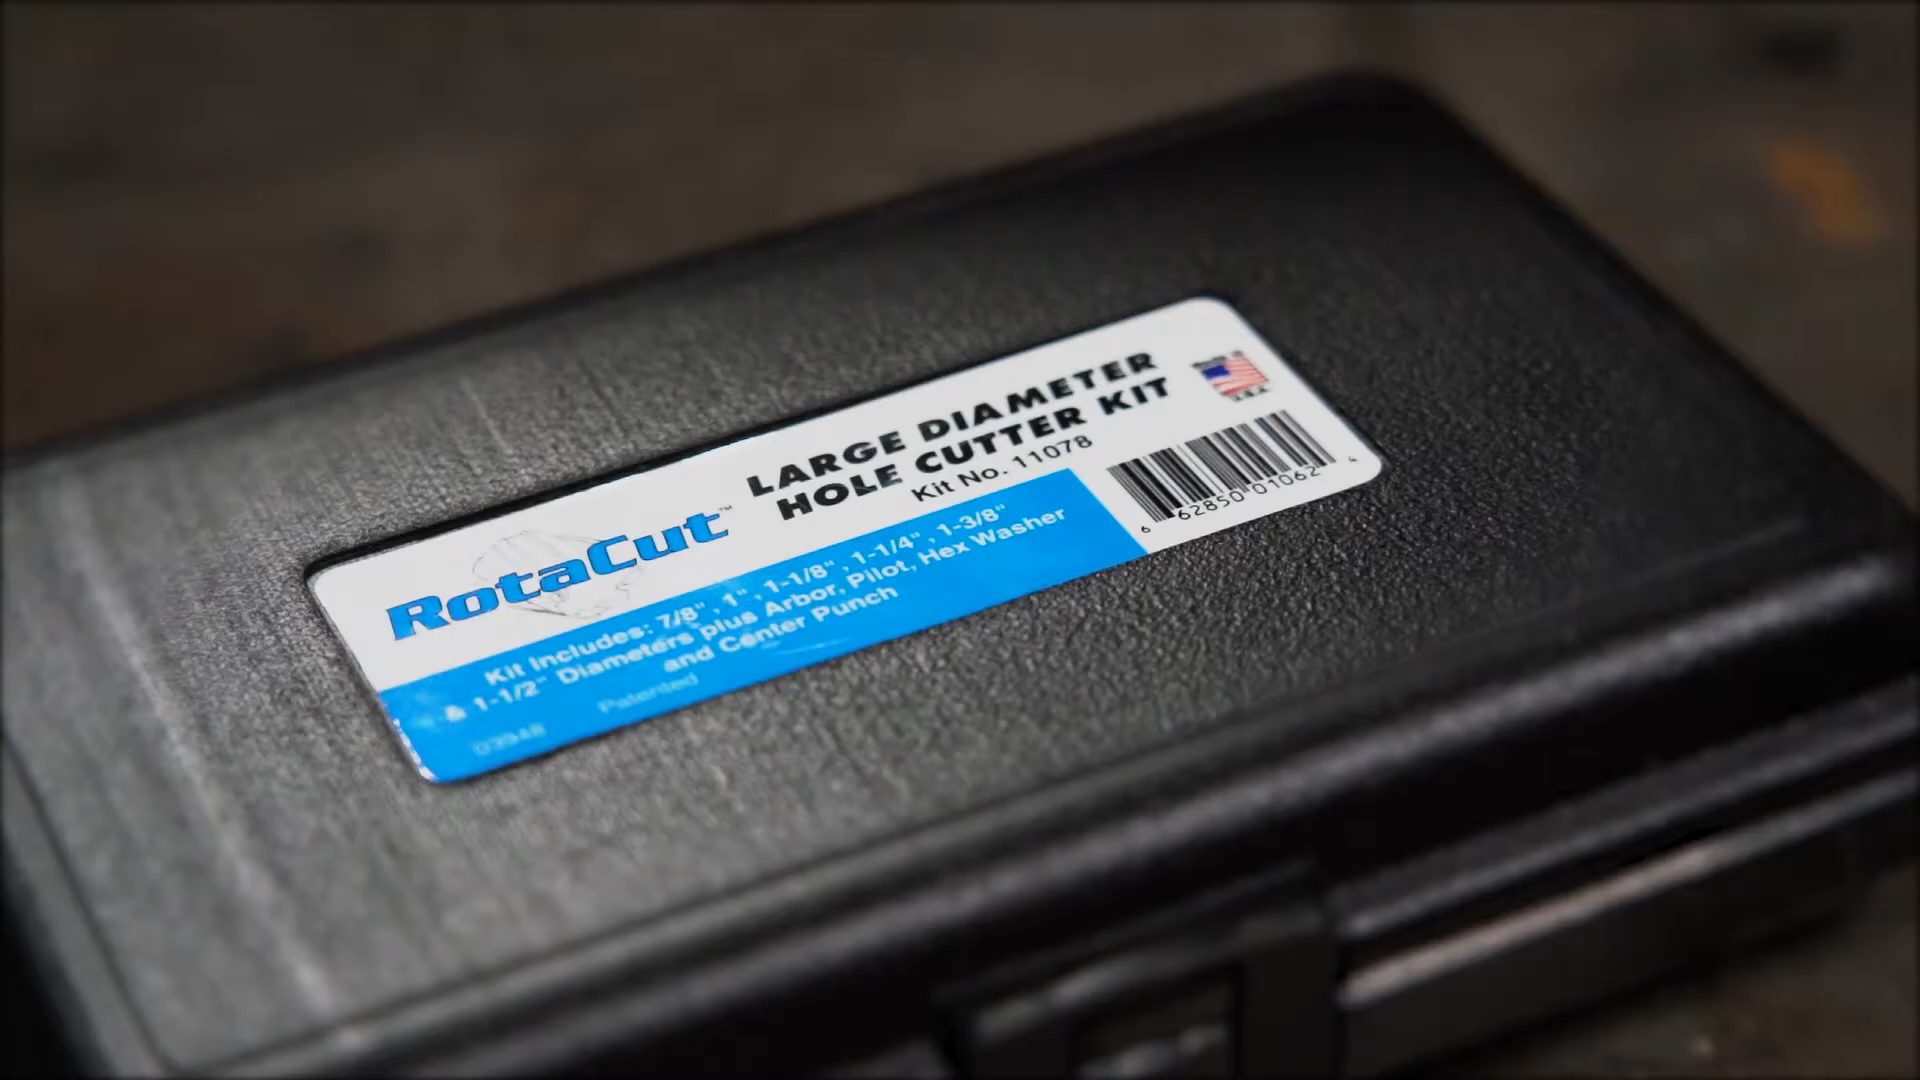 RotaCut™
LARGE DIAMETER
HOLE CUTTER KIT
Kit No. 11078
Kit Includes: 7/8", 1", 1-1/8", 1-1/4", 1-3/8"
& 1-1/2" Diameters plus Arbor, Pilot, Hex Washer
and Center Punch
Patented
03948
U.S.A.
6 62850 01062 4